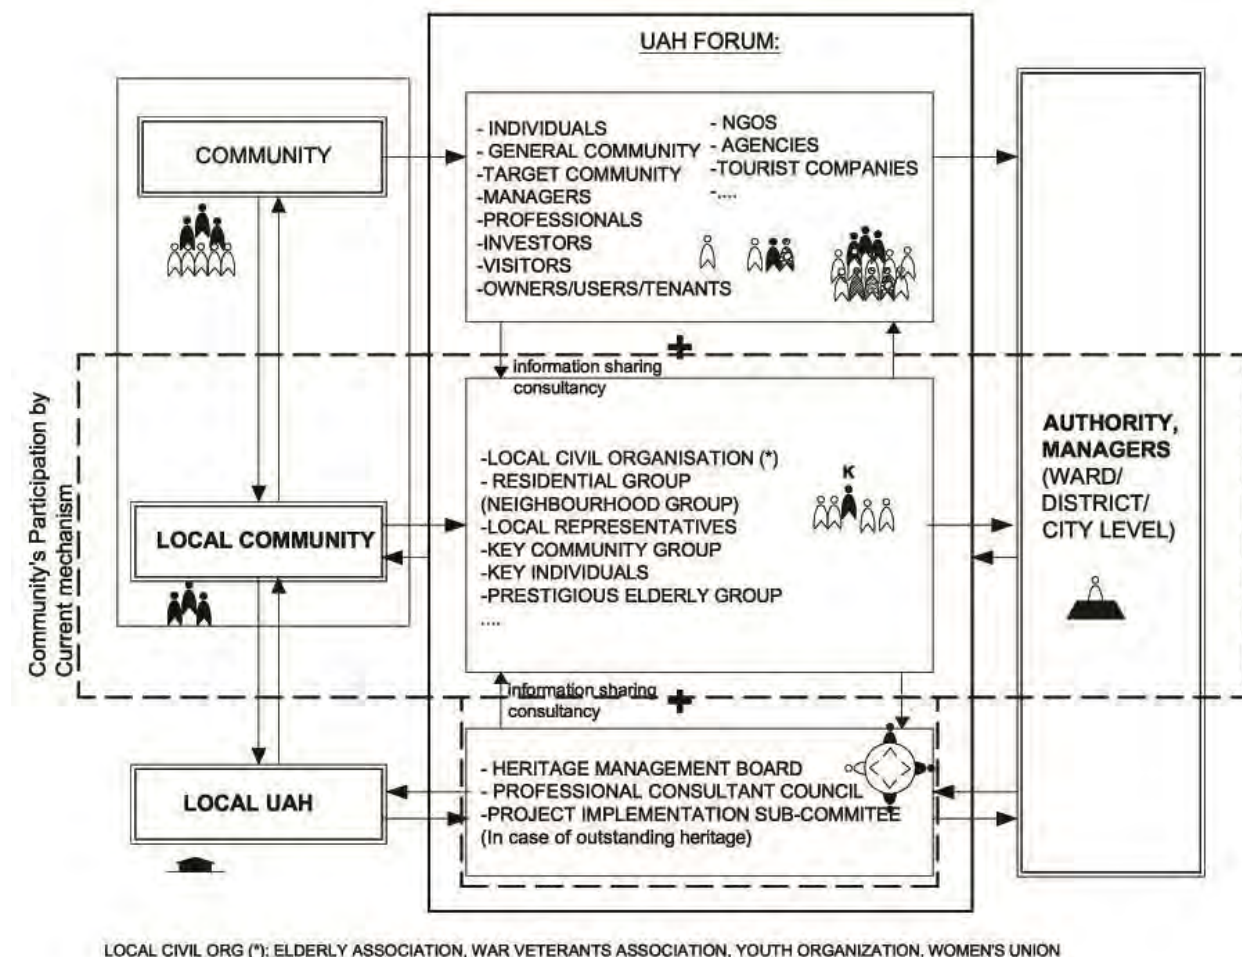 UAH FORUM:
COMMUNITY
- INDIVIDUALS
- GENERAL COMMUNITY
-TARGET COMMUNITY
-MANAGERS
-PROFESSIONALS
-INVESTORS
-VISITORS
-OWNERS/USERS/TENANTS
- NGOS
- AGENCIES
-TOURIST COMPANIES
-....
information sharing
consultancy
Community's Participation by
Current mechanism
LOCAL COMMUNITY
-LOCAL CIVIL ORGANISATION (*)
- RESIDENTIAL GROUP
(NEIGHBOURHOOD GROUP)
-LOCAL REPRESENTATIVES
-KEY COMMUNITY GROUP
-KEY INDIVIDUALS
-PRESTIGIOUS ELDERLY GROUP
....
K
AUTHORITY,
MANAGERS
(WARD/
DISTRICT/
CITY LEVEL)
information sharing
consultancy
LOCAL UAH
- HERITAGE MANAGEMENT BOARD
- PROFESSIONAL CONSULTANT COUNCIL
-PROJECT IMPLEMENTATION SUB-COMMITEE
(In case of outstanding heritage)
LOCAL CIVIL ORG (*): ELDERLY ASSOCIATION, WAR VETERANTS ASSOCIATION, YOUTH ORGANIZATION, WOMEN'S UNION